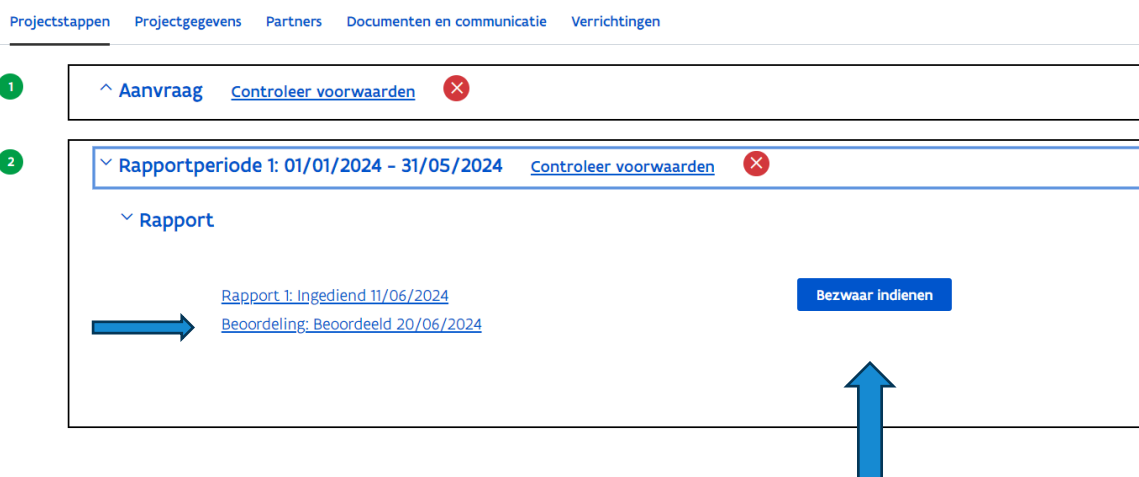 Projectstappen Projectgegevens Partners Documenten en communicatie Verrichtingen
1
Aanvraag Controleer voorwaarden
2
Rapportperiode 1: 01/01/2024 - 31/05/2024 Controleer voorwaarden
Rapport
Rapport 1: Ingediend 11/06/2024 Bezwaar indienen
Beoordeling: Beoordeeld 20/06/2024